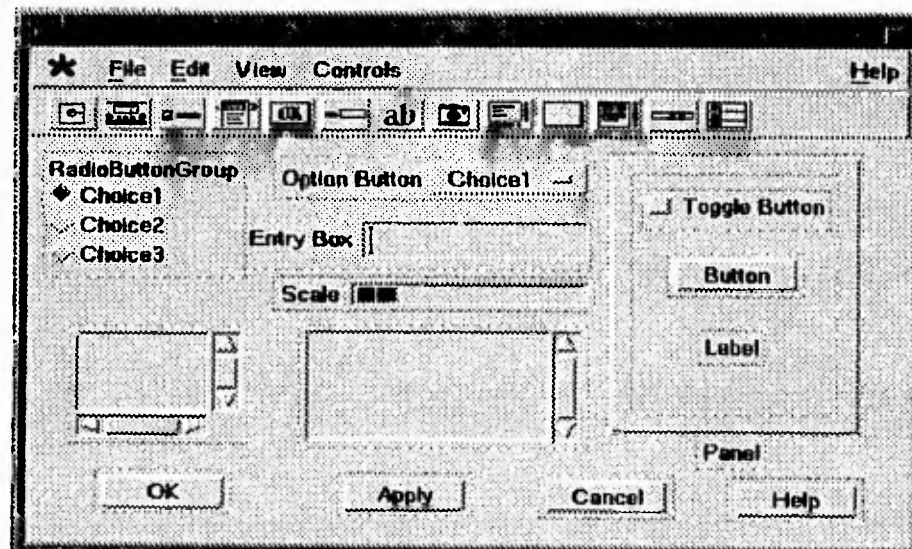 File Edit View Controls Help
OK ab
RadioButtonGroup
Choice1
Choice2
Choice3
Option Button Choice1
Entry Box
Scale
Toggle Button
Button
Label
Panel
OK Apply Cancel Help